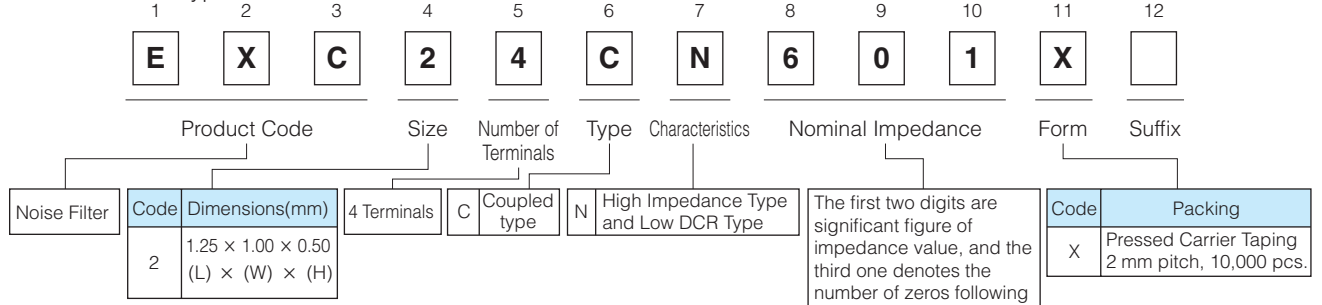 1 2 3 4 5 6 7 8 9 10 11 12
E X C 2 4 C N 6 0 1 X
Product Code Size Number of Terminals Type Characteristics Nominal Impedance Form Suffix
Noise Filter
Code Dimensions(mm)
2 1.25 × 1.00 × 0.50
(L) × (W) × (H)
4 Terminals
C Coupled
type
N High Impedance Type
and Low DCR Type
The first two digits are
significant figure of
impedance value, and the
third one denotes the
number of zeros following
Code Packing
X Pressed Carrier Taping
2 mm pitch, 10,000 pcs.